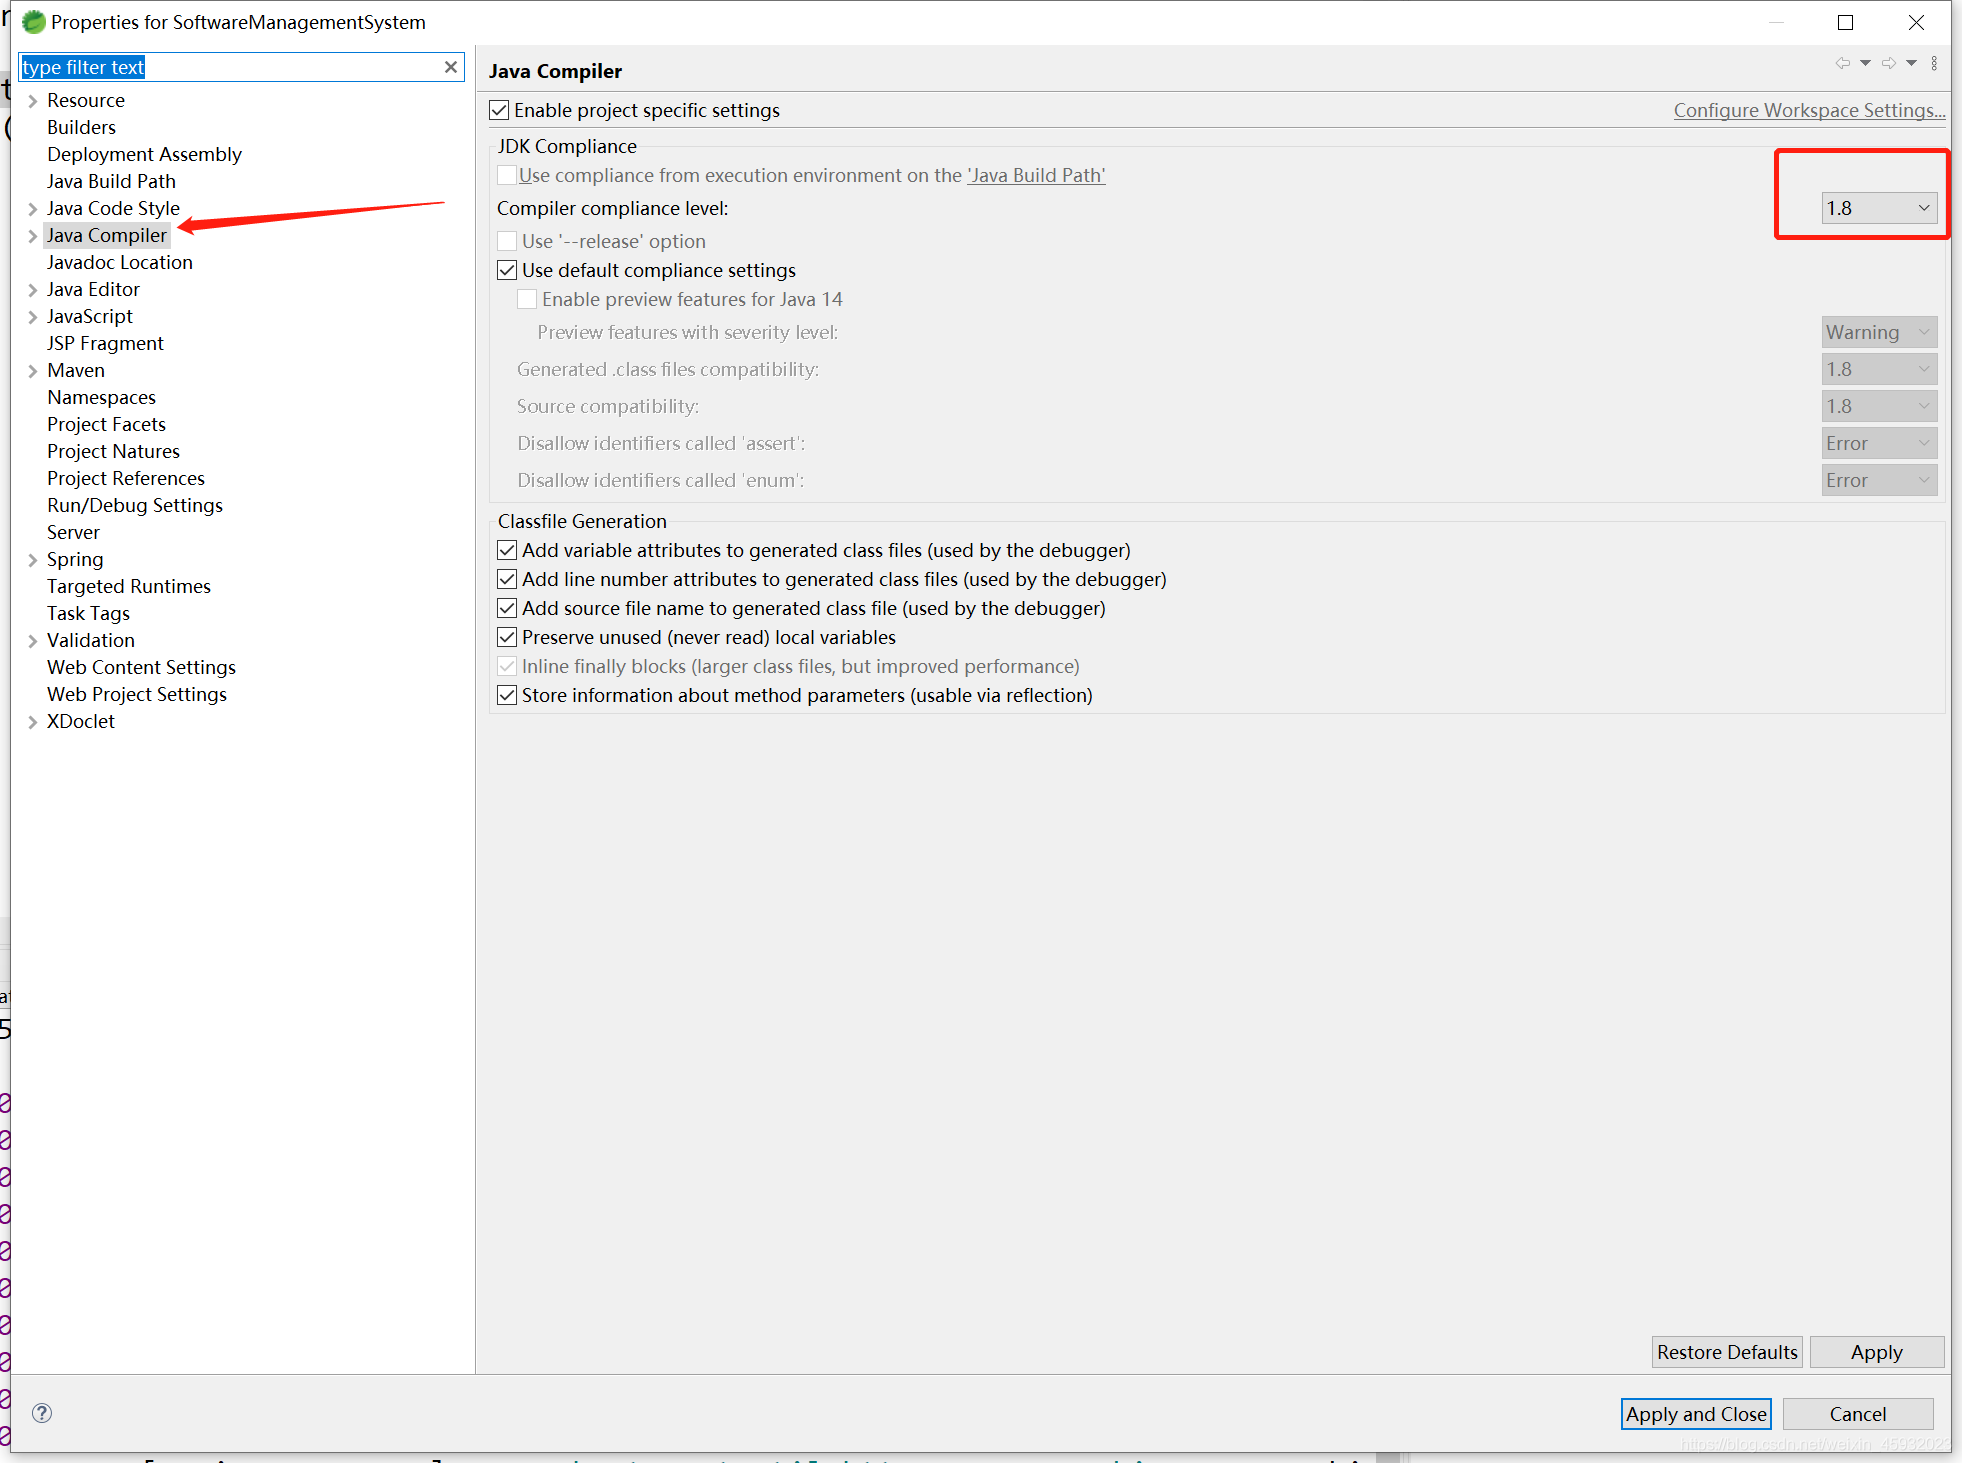 Properties for SoftwareManagementSystem
type filter text
Resource
Builders
Deployment Assembly
Java Build Path
Java Code Style
Java Compiler
Javadoc Location
Java Editor
JavaScript
JSP Fragment
Maven
Namespaces
Project Facets
Project Natures
Project References
Run/Debug Settings
Server
Spring
Targeted Runtimes
Task Tags
Validation
Web Content Settings
Web Project Settings
XDoclet
Java Compiler
Enable project specific settings
Configure Workspace Settings...
JDK Compliance
Use compliance from execution environment on the 'Java Build Path'
Compiler compliance level: 1.8
Use '--release' option
Use default compliance settings
Enable preview features for Java 14
Preview features with severity level: Warning
Generated .class files compatibility: 1.8
Source compatibility: 1.8
Disallow identifiers called 'assert': Error
Disallow identifiers called 'enum': Error
Classfile Generation
Add variable attributes to generated class files (used by the debugger)
Add line number attributes to generated class files (used by the debugger)
Add source file name to generated class file (used by the debugger)
Preserve unused (never read) local variables
Inline finally blocks (larger class files, but improved performance)
Store information about method parameters (usable via reflection)
Restore Defaults
Apply
Apply and Close
Cancel
https://blog.csdn.net/weixin_45932023